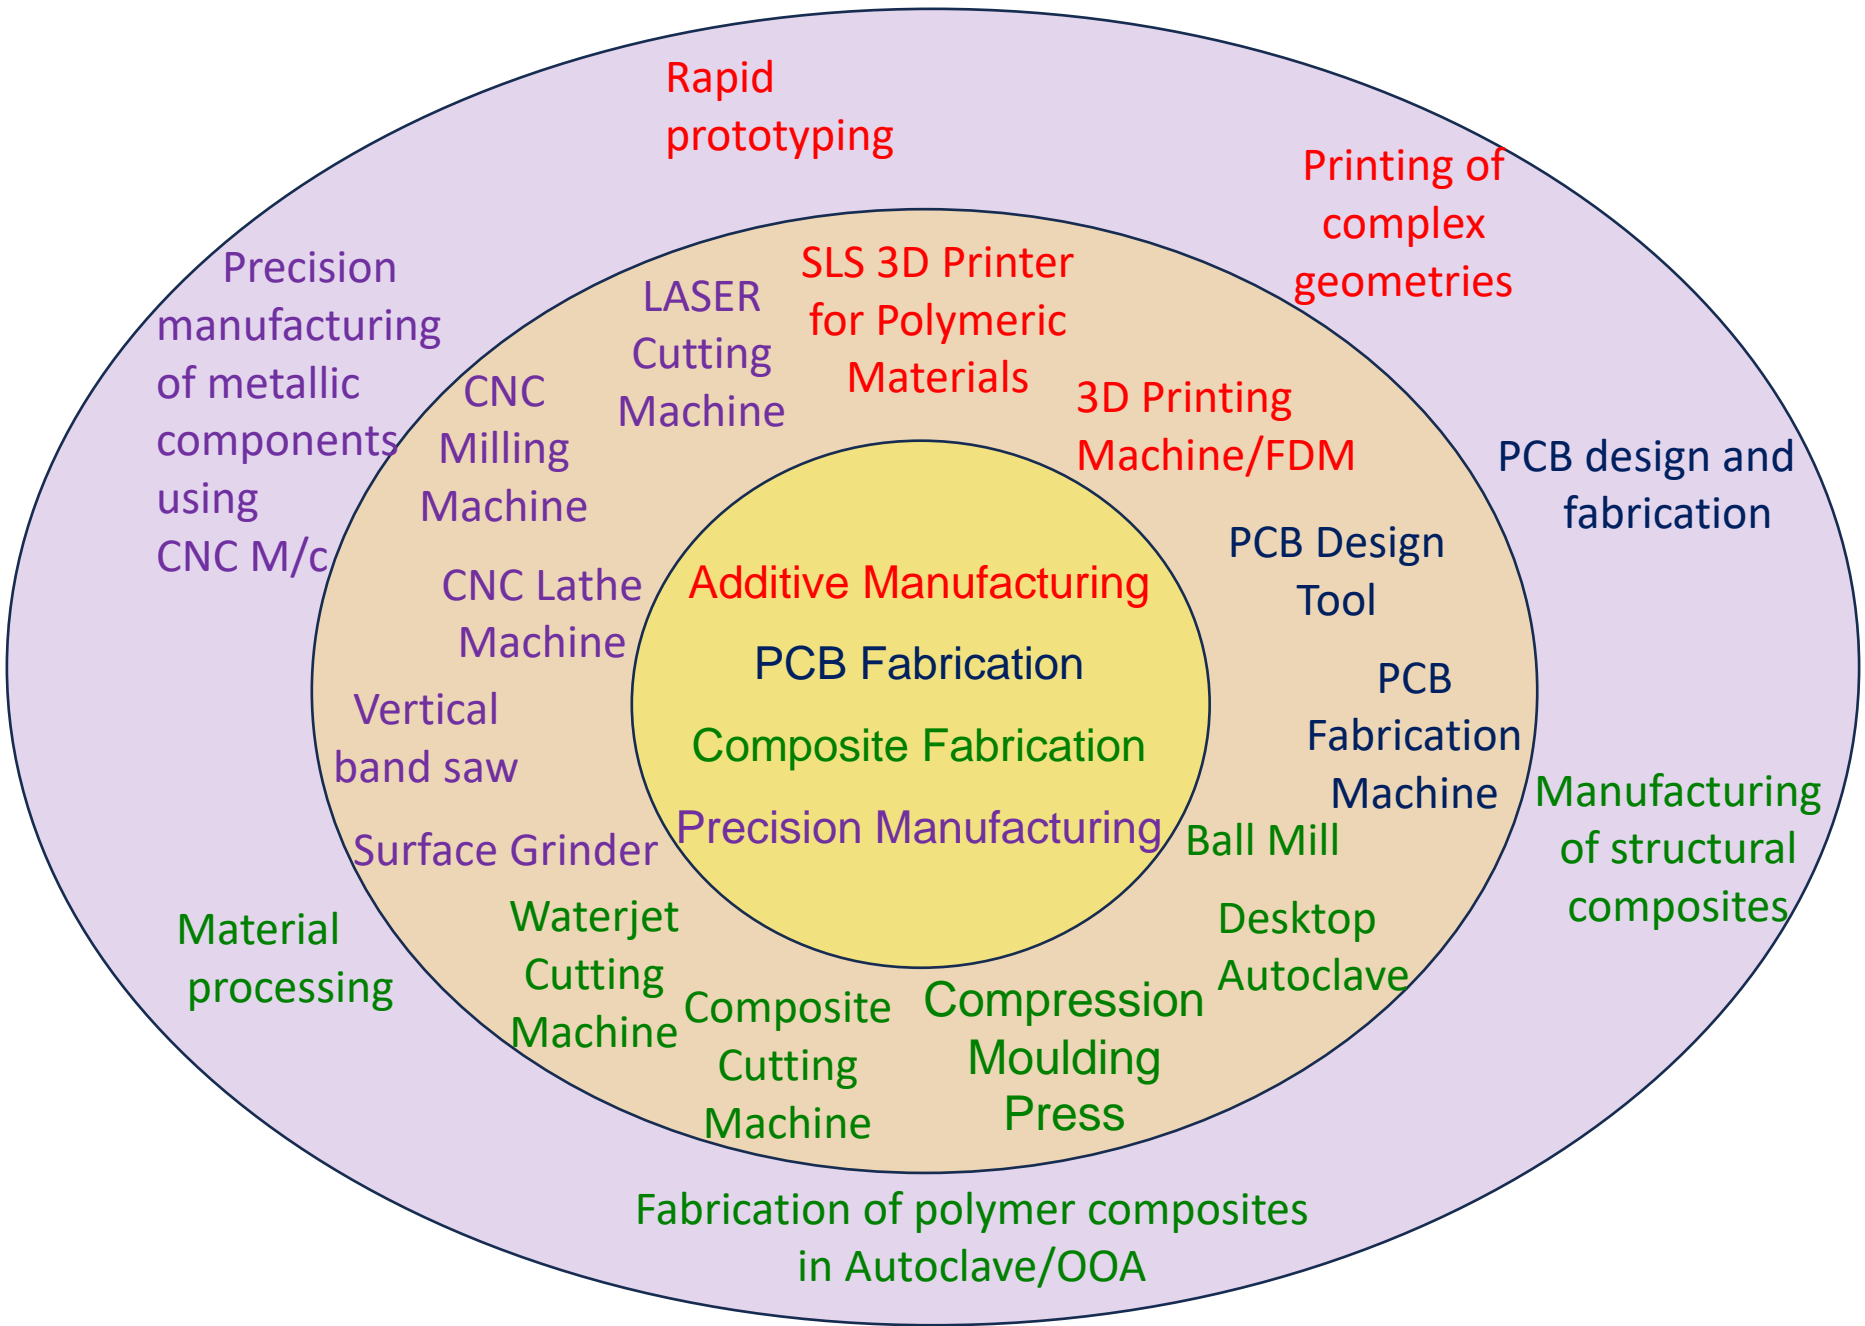 Rapid
prototyping
Printing of
complex
geometries
Precision
manufacturing
of metallic
components
using
CNC M/c
PCB design and
fabrication
Manufacturing
of structural
composites
Material
processing
Fabrication of polymer composites
in Autoclave/OOA
SLS 3D Printer
for Polymeric
Materials
3D Printing
Machine/FDM
LASER
Cutting
Machine
CNC
Milling
Machine
CNC Lathe
Machine
Vertical
band saw
Surface Grinder
PCB Design
Tool
PCB
Fabrication
Machine
Ball Mill
Desktop
Autoclave
Compression
Moulding
Press
Composite
Cutting
Machine
Waterjet
Cutting
Machine
Additive Manufacturing
PCB Fabrication
Composite Fabrication
Precision Manufacturing